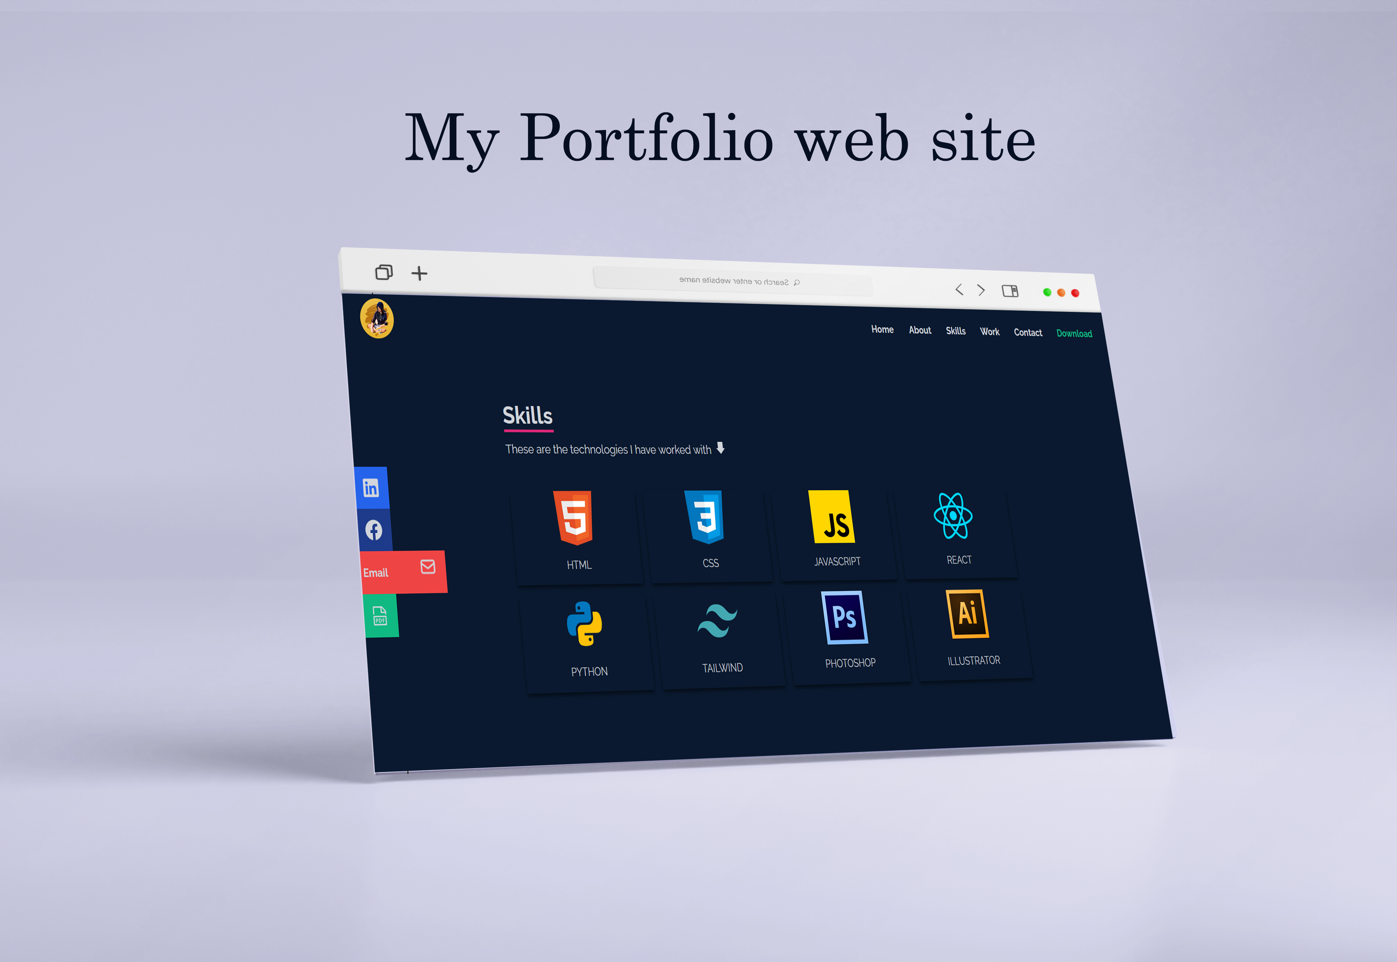 My Portfolio web site
Search or enter website name
Home About Skills Work Contact Download
Skills
These are the technologies I have worked with
in
f
Email
PDF
5 3 JS
HTML CSS JAVASCRIPT REACT
Ps Ai
PYTHON TAILWIND PHOTOSHOP ILLUSTRATOR